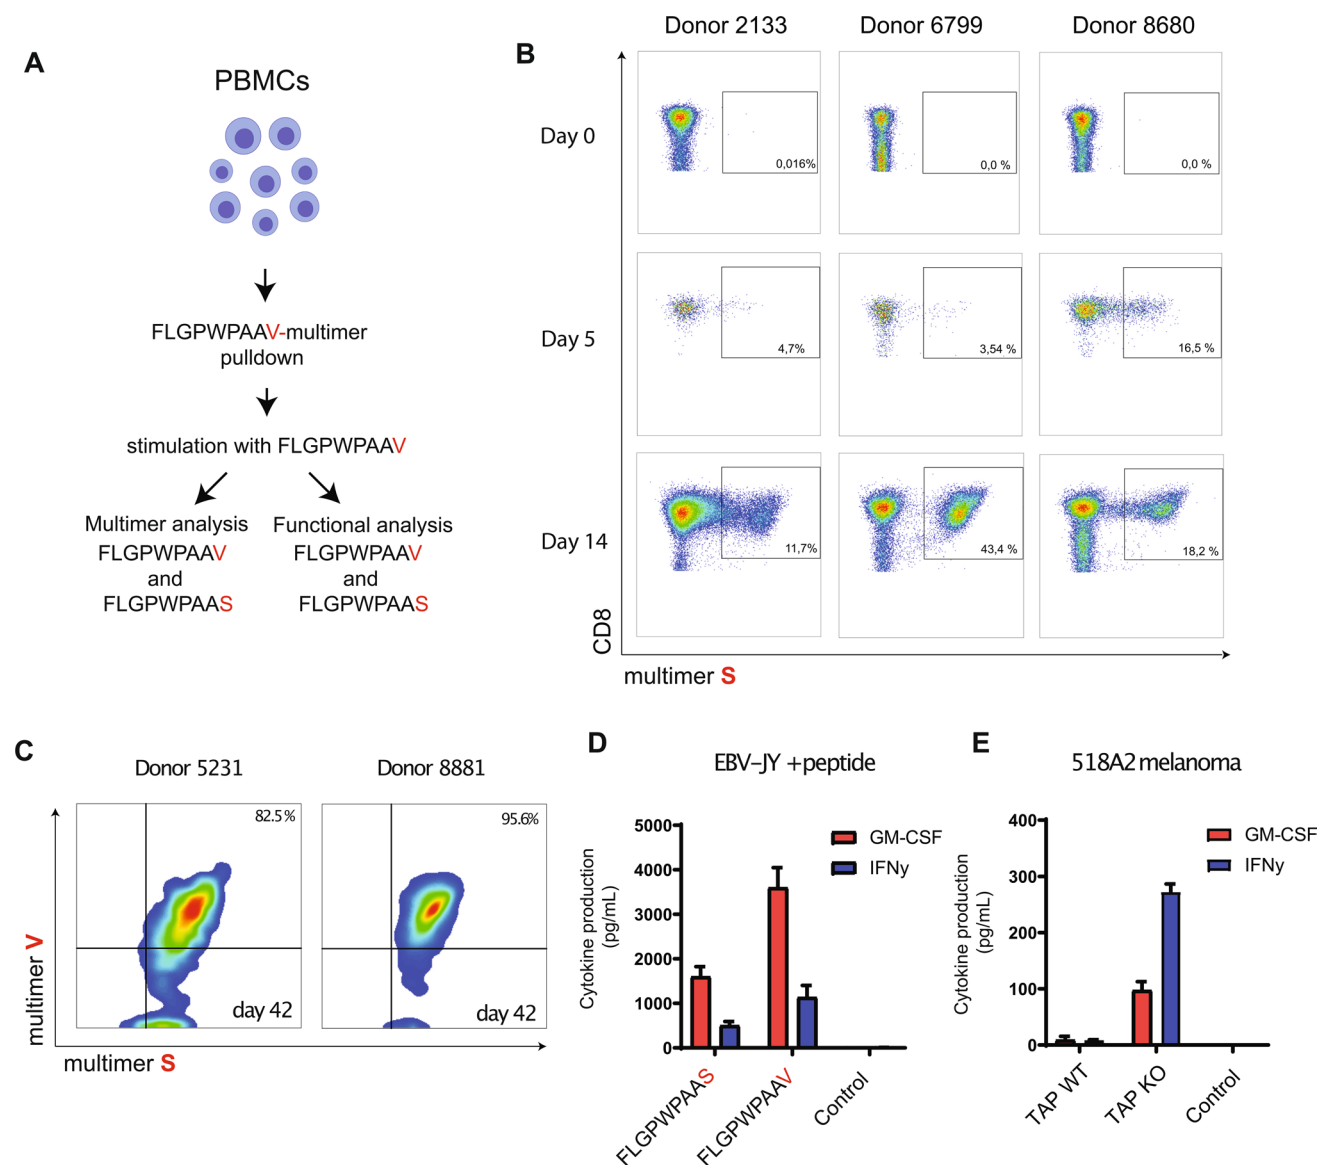 A
PBMCs
FLGPWPAAV-multimer
pulldown
stimulation with FLGPWPAAV
Multimer analysis
FLGPWPAAV
and
FLGPWPAAS
Functional analysis
FLGPWPAAV
and
FLGPWPAAS
B
Donor 2133
Donor 6799
Donor 8680
Day 0
0,016%
0,0 %
0,0 %
Day 5
4,7%
3,54 %
16,5 %
Day 14
11,7%
43,4 %
18,2 %
CD8
multimer S
C
Donor 5231
Donor 8881
82.5%
95.6%
day 42
day 42
multimer V
multimer S
D
EBV–JY +peptide
GM-CSF
IFNy
Cytokine production
(pg/mL)
5000
4000
3000
2000
1000
0
FLGPWPAAS
FLGPWPAAV
Control
E
518A2 melanoma
GM-CSF
IFNy
Cytokine production
(pg/mL)
400
300
200
100
0
TAP WT
TAP KO
Control